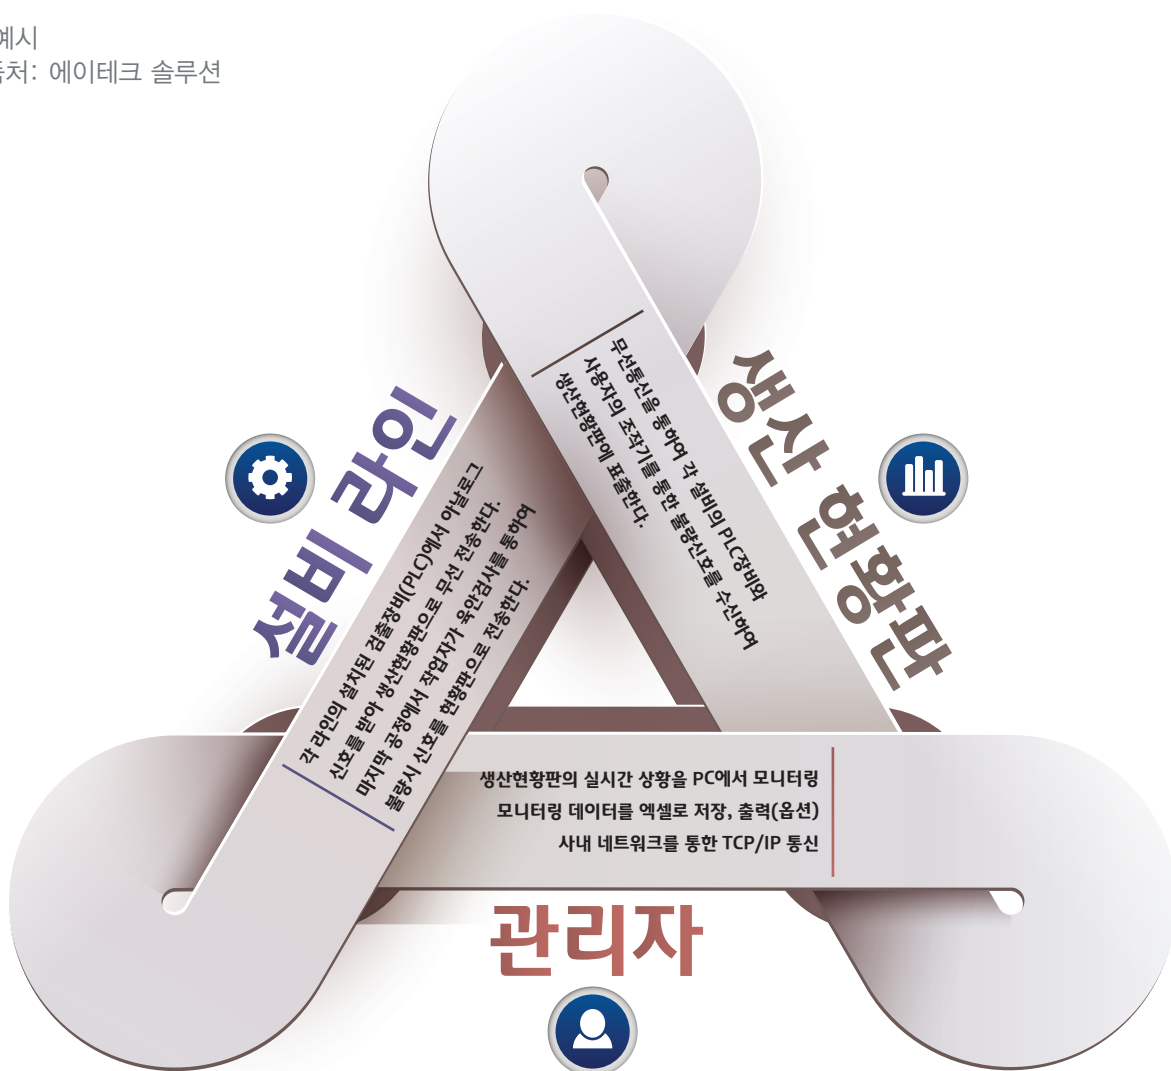 예시
처: 에이테크 솔루션
설비 라인
각 라인의 설치된 검출장비(PLC)에서 아날로그
신호를 받아 생산현황판으로 무선 전송한다.
마지막 공정에서 작업자가 육안검사를 통하여
불량시 신호를 현황판으로 전송한다.
생산 현황판
무선통신을 통하여 각 설비의 PLC장비와
사용자의 조작기를 통한 불량신호를 수신하여
생산현황판에 표출한다.
생산현황판의 실시간 상황을 PC에서 모니터링
모니터링 데이터를 엑셀로 저장, 출력(옵션)
사내 네트워크를 통한 TCP/IP 통신
관리자